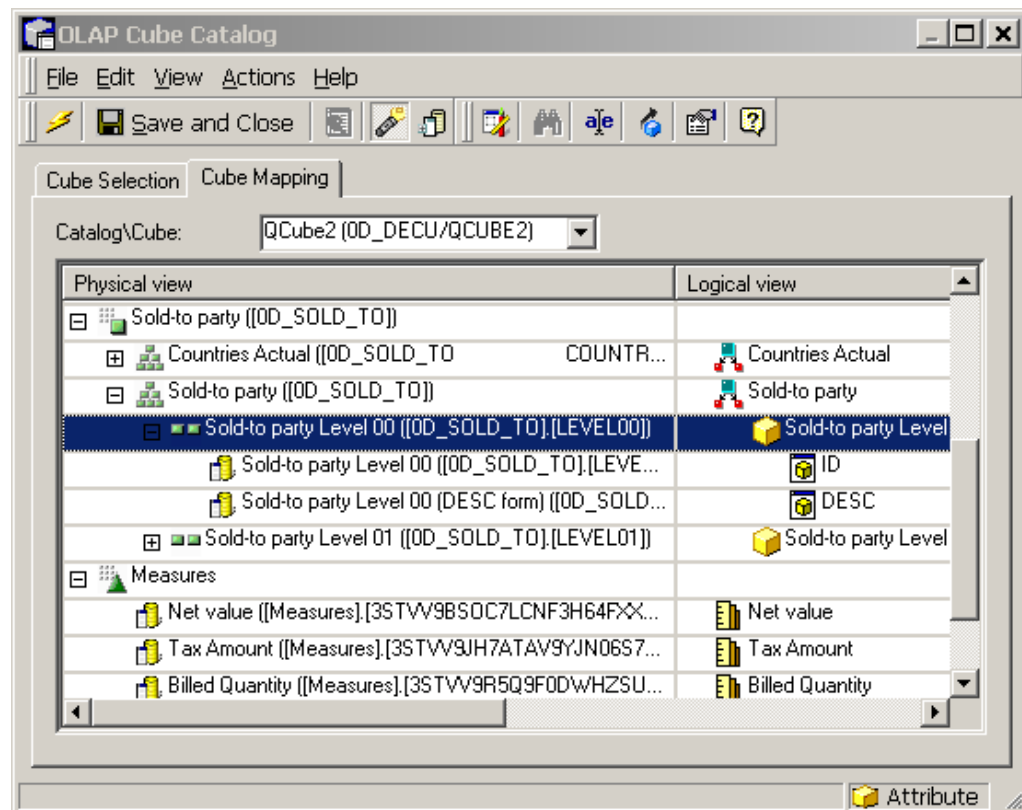 OLAP Cube Catalog
File Edit View Actions Help
Save and Close
Cube Selection Cube Mapping
Catalog\Cube: QCube2 (0D_DECU/QCUBE2)
Physical view Logical view
Sold-to party ([0D_SOLD_TO])
Countries Actual ([0D_SOLD_TO COUNTR... Countries Actual
Sold-to party ([0D_SOLD_TO]) Sold-to party
Sold-to party Level 00 ([0D_SOLD_TO].[LEVEL00]) Sold-to party Level
Sold-to party Level 00 ([0D_SOLD_TO].[LEVE... ID
Sold-to party Level 00 (DESC form) ([0D_SOLD... DESC
Sold-to party Level 01 ([0D_SOLD_TO].[LEVEL01]) Sold-to party Level
Measures
Net value ([Measures].[3STVV9BSOC7LCNF3H64FXX... Net value
Tax Amount ([Measures].[3STVV9JH7ATAV9YJN06S7... Tax Amount
Billed Quantity ([Measures].[3STVV9R5Q9F0DWHZSU... Billed Quantity
Attribute